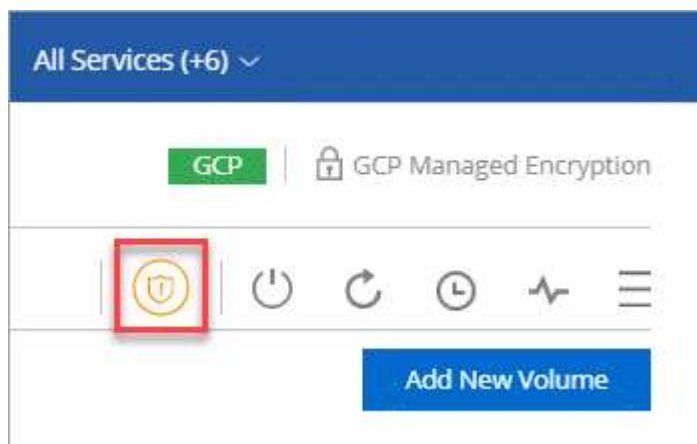 All Services (+6)
GCP
GCP Managed Encryption
Add New Volume